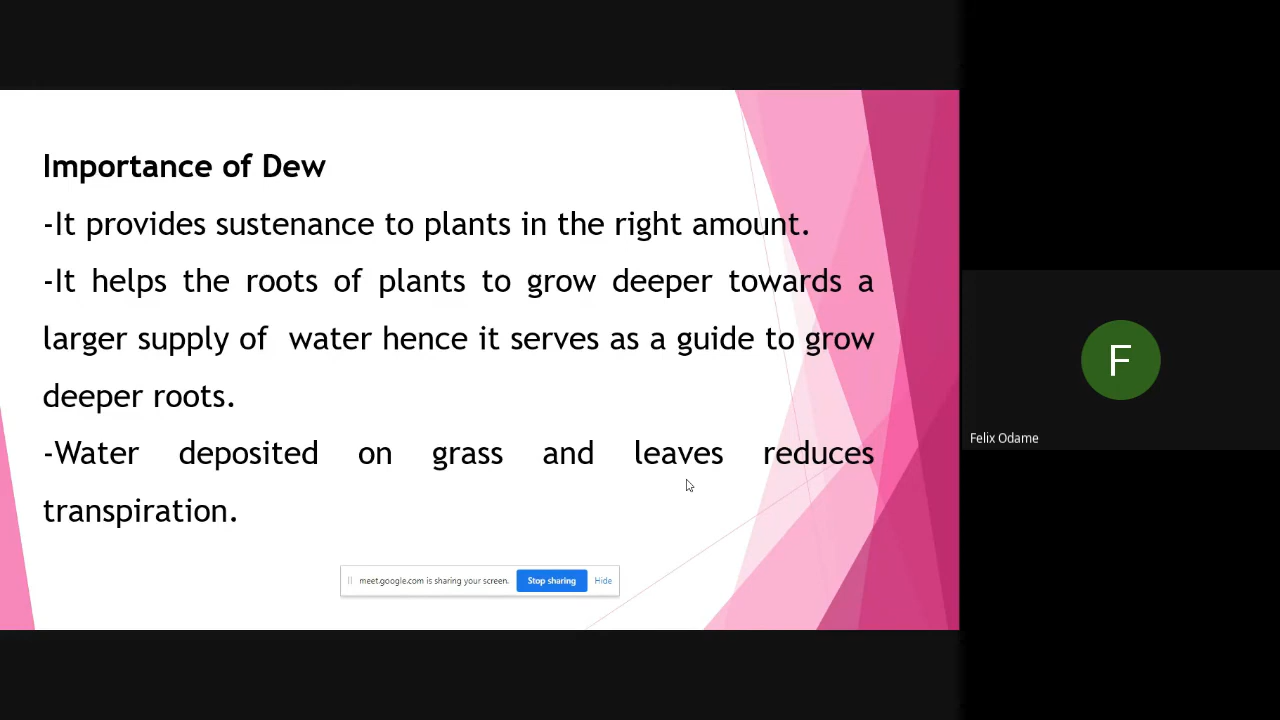 Importance of Dew
-It provides sustenance to plants in the right amount.
-It helps the roots of plants to grow deeper towards a
larger supply of  water hence it serves as a guide to grow
deeper roots.
-Water deposited on grass and leaves reduces
transpiration.
meet.google.com is sharing your screen. Stop sharing Hide
F
Felix Odame